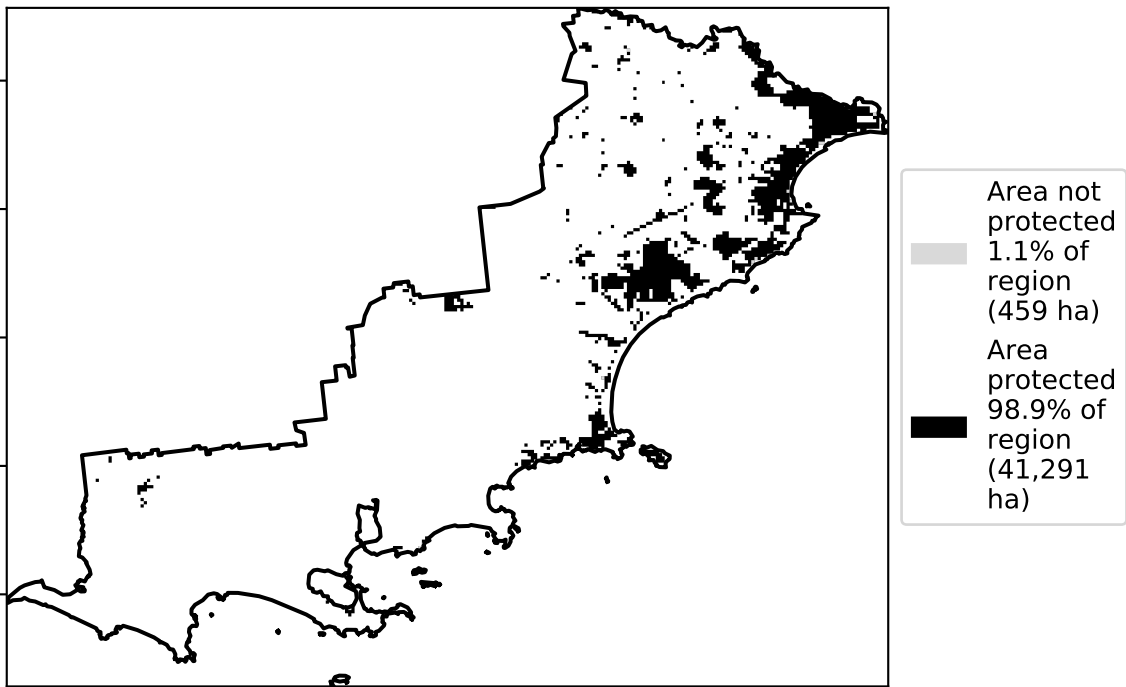 Area not
protected
1.1% of
region
(459 ha)
Area
protected
98.9% of
region
(41,291
ha)